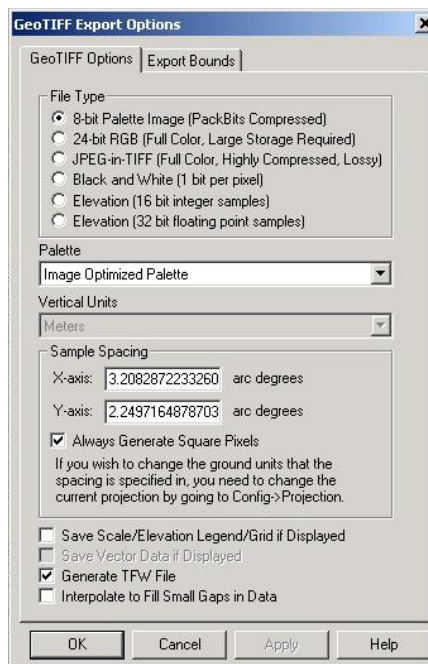 GeoTIFF Export Options
GeoTIFF Options Export Bounds
File Type
8-bit Palette Image (PackBits Compressed)
24-bit RGB (Full Color, Large Storage Required)
JPEG-in-TIFF (Full Color, Highly Compressed, Lossy)
Black and White (1 bit per pixel)
Elevation (16 bit integer samples)
Elevation (32 bit floating point samples)
Palette
Image Optimized Palette
Vertical Units
Meters
Sample Spacing
X-axis: 3.2082872233260 arc degrees
Y-axis: 2.2497164878703 arc degrees
Always Generate Square Pixels
If you wish to change the ground units that the
spacing is specified in, you need to change the
current projection by going to Config->Projection.
Save Scale/Elevation Legend/Grid if Displayed
Save Vector Data if Displayed
Generate TFW File
Interpolate to Fill Small Gaps in Data
OK Cancel Apply Help